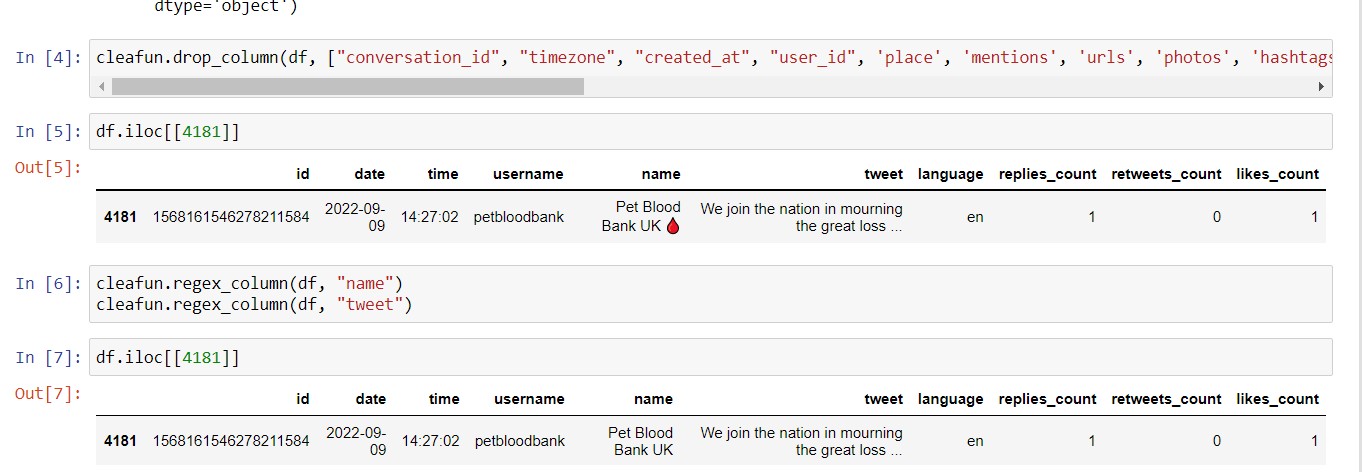 dtype='object')
In [4]: cleafun.drop_column(df, ["conversation_id", "timezone", "created_at", "user_id", 'place', 'mentions', 'urls', 'photos', 'hashtags
In [5]: df.iloc[[4181]]
Out[5]:
id date time username name tweet language replies_count retweets_count likes_count
4181 1568161546278211584 2022-09-09 14:27:02 petbloodbank Pet Blood Bank UK 🩸 We join the nation in mourning the great loss ... en 1 0 1
In [6]: cleafun.regex_column(df, "name")
cleafun.regex_column(df, "tweet")
In [7]: df.iloc[[4181]]
Out[7]:
id date time username name tweet language replies_count retweets_count likes_count
4181 1568161546278211584 2022-09-09 14:27:02 petbloodbank Pet Blood Bank UK We join the nation in mourning the great loss ... en 1 0 1